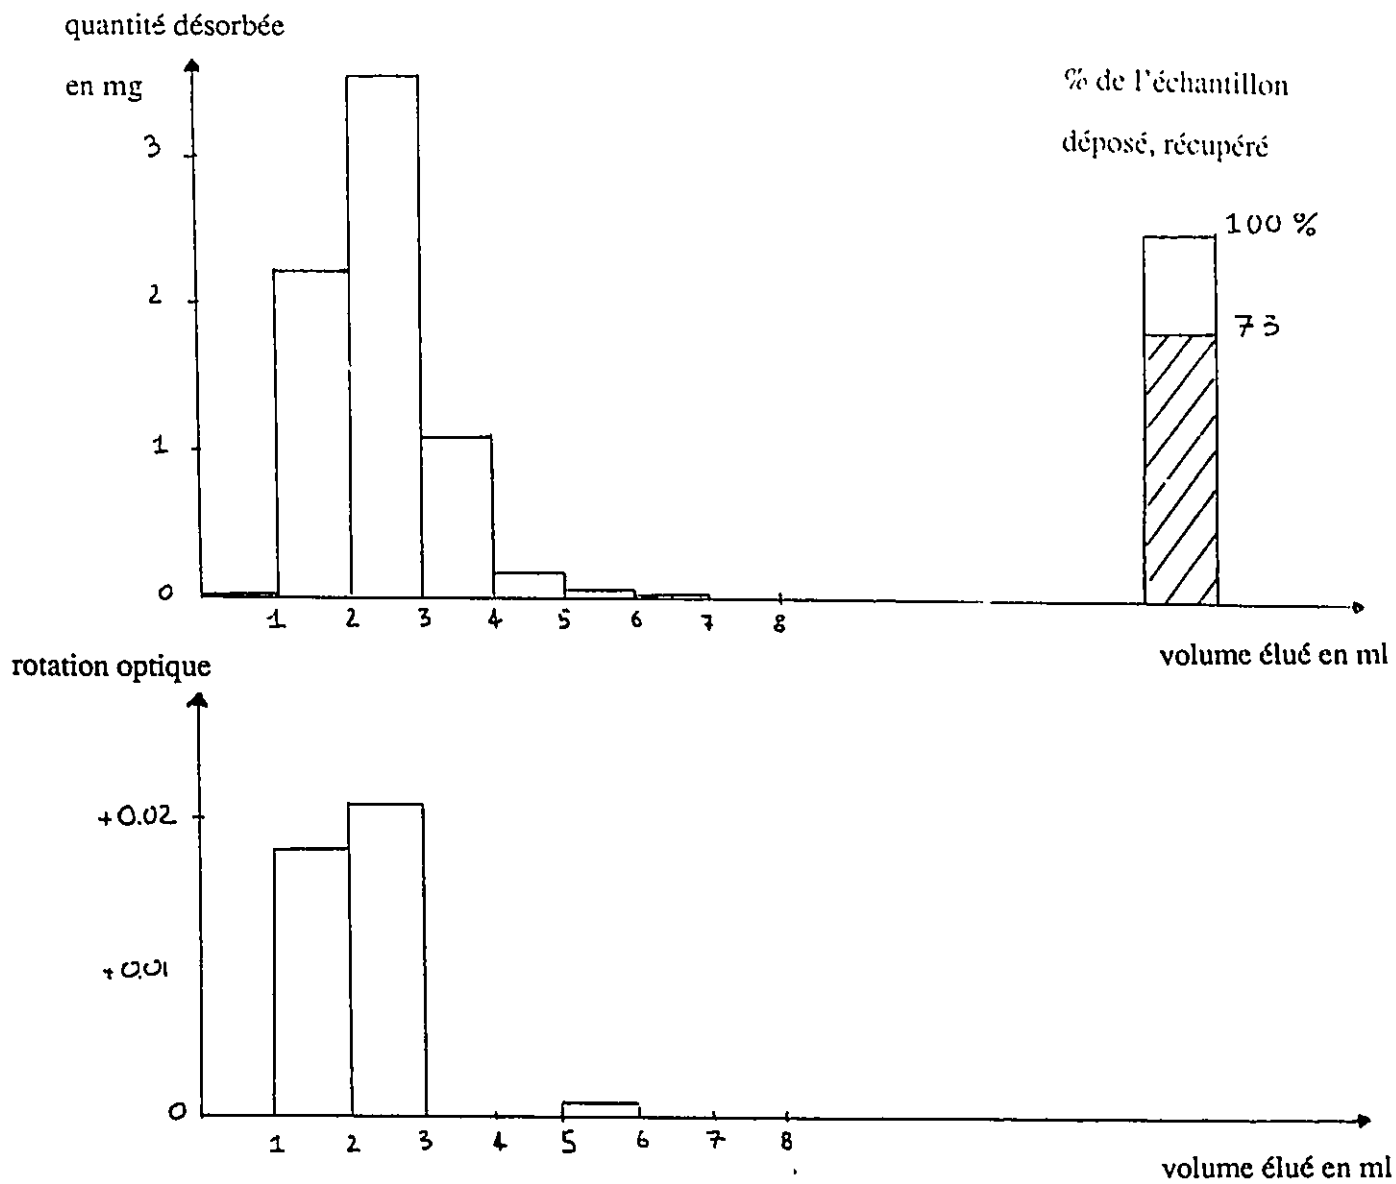 quantité désorbée
en mg
% de l'échantillon
déposé, récupéré
3
2
1
0
100 %
73
1 2 3 4 5 6 7 8
volume élué en ml
rotation optique
+0.02
+0.01
0
1 2 3 4 5 6 7 8
volume élué en ml